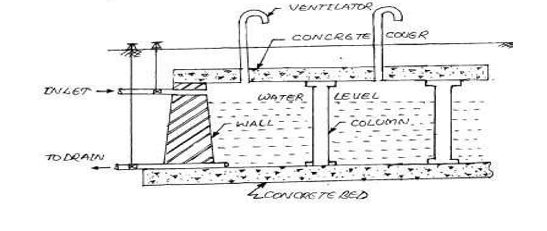 VENTILATOR
CONCRETE COVER
INLET
WATER LEVEL
WALL
COLUMN
TO DRAIN
CONCRETE BED